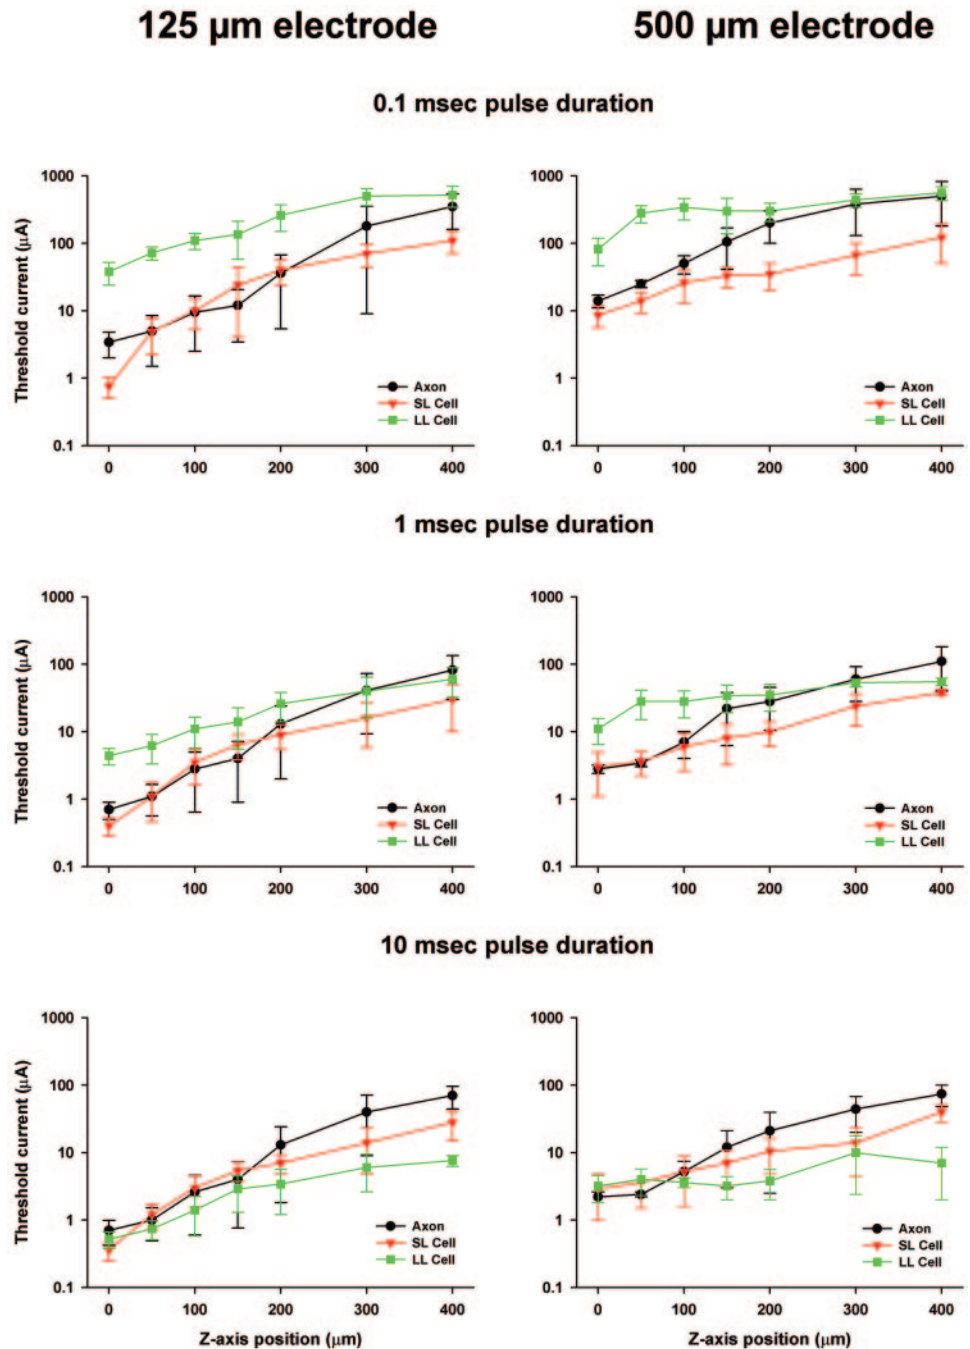 125 µm electrode
500 µm electrode
0.1 msec pulse duration
Threshold current (µA)
1000
100
10
1
0.1
0 100 200 300 400
Axon
SL Cell
LL Cell
1000
100
10
1
0.1
0 100 200 300 400
Axon
SL Cell
LL Cell
1 msec pulse duration
Threshold current (µA)
1000
100
10
1
0.1
0 100 200 300 400
Axon
SL Cell
LL Cell
1000
100
10
1
0.1
0 100 200 300 400
Axon
SL Cell
LL Cell
10 msec pulse duration
Threshold current (µA)
1000
100
10
1
0.1
0 100 200 300 400
Axon
SL Cell
LL Cell
Z-axis position (µm)
1000
100
10
1
0.1
0 100 200 300 400
Axon
SL Cell
LL Cell
Z-axis position (µm)